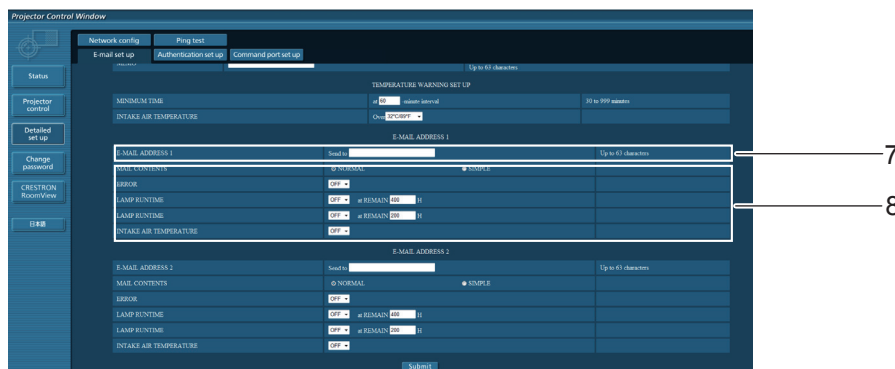 Projector Control Window
Network config Ping test
E-mail set up Authentication set up Command port set up
Status
Projector control
Detailed set up
Change password
CRESTRON RoomView
日本語
MEMO Up to 63 characters
TEMPERATURE WARNING SET UP
MINIMUM TIME at 60 minute interval 30 to 999 minutes
INTAKE AIR TEMPERATURE Over 32°C/89°F
E-MAIL ADDRESS 1
E-MAIL ADDRESS 1 Send to Up to 63 characters
7
MAIL CONTENTS NORMAL SIMPLE
ERROR OFF
LAMP RUNTIME OFF at REMAIN 400 H
8
LAMP RUNTIME OFF at REMAIN 200 H
INTAKE AIR TEMPERATURE OFF
E-MAIL ADDRESS 2
E-MAIL ADDRESS 2 Send to Up to 63 characters
MAIL CONTENTS NORMAL SIMPLE
ERROR OFF
LAMP RUNTIME OFF at REMAIN 400 H
LAMP RUNTIME OFF at REMAIN 200 H
INTAKE AIR TEMPERATURE OFF
Submit